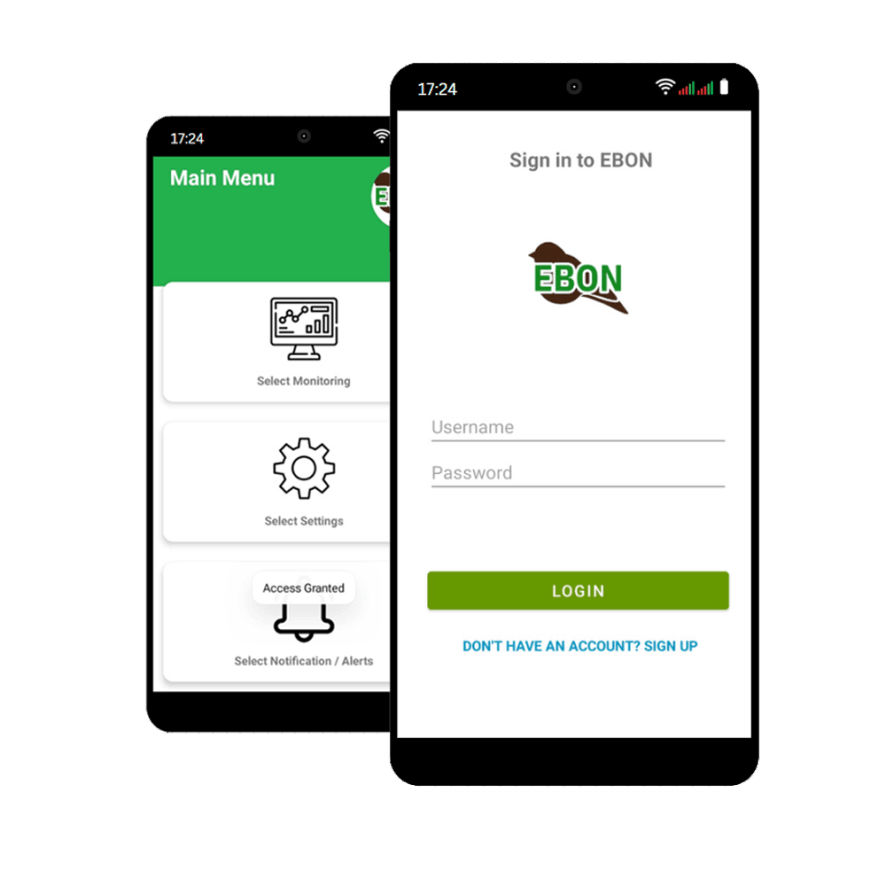 17:24
Main Menu
Select Monitoring
Select Settings
Access Granted
Select Notification / Alerts
17:24
Sign in to EBON
EBON
Username
Password
LOGIN
DON'T HAVE AN ACCOUNT? SIGN UP